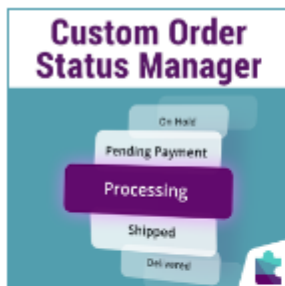 Custom Order
Status Manager
On Hold
Pending Payment
Processing
Shipped
Delivered